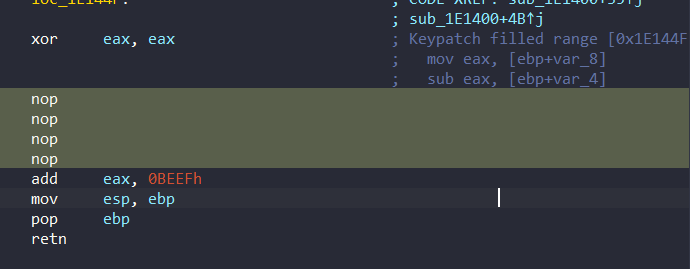 loc_1E144F: ; CODE XREF: sub_1E1400+39↑j
; sub_1E1400+4B↑j
xor eax, eax ; Keypatch filled range [0x1E144F
; mov eax, [ebp+var_8]
; sub eax, [ebp+var_4]
nop
nop
nop
nop
add eax, 0BEEFh
mov esp, ebp
pop ebp
retn